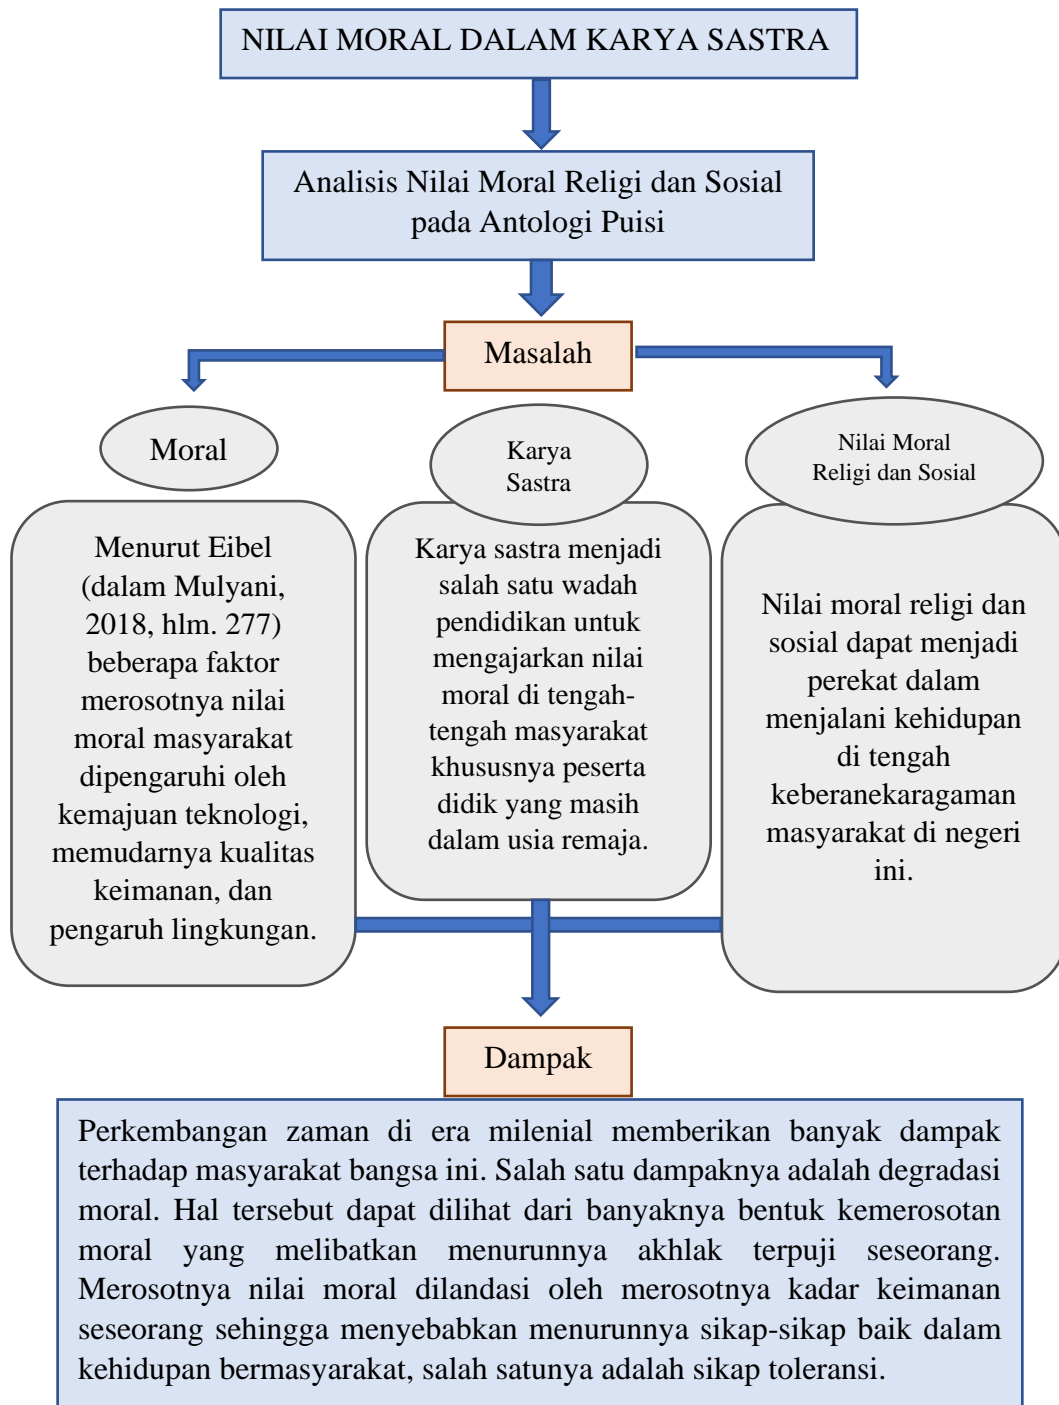 NILAI MORAL DALAM KARYA SASTRA
Analisis Nilai Moral Religi dan Sosial
pada Antologi Puisi
Masalah
Moral
Menurut Eibel
(dalam Mulyani,
2018, hlm. 277)
beberapa faktor
merosotnya nilai
moral masyarakat
dipengaruhi oleh
kemajuan teknologi,
memudarnya kualitas
keimanan, dan
pengaruh lingkungan.
Karya
Sastra
Karya sastra menjadi
salah satu wadah
pendidikan untuk
mengajarkan nilai
moral di tengah-
tengah masyarakat
khususnya peserta
didik yang masih
dalam usia remaja.
Nilai Moral
Religi dan Sosial
Nilai moral religi dan
sosial dapat menjadi
perekat dalam
menjalani kehidupan
di tengah
keberanekaragaman
masyarakat di negeri
ini.
Dampak
Perkembangan zaman di era milenial memberikan banyak dampak
terhadap masyarakat bangsa ini. Salah satu dampaknya adalah degradasi
moral. Hal tersebut dapat dilihat dari banyaknya bentuk kemerosotan
moral yang melibatkan menurunnya akhlak terpuji seseorang.
Merosotnya nilai moral dilandasi oleh merosotnya kadar keimanan
seseorang sehingga menyebabkan menurunnya sikap-sikap baik dalam
kehidupan bermasyarakat, salah satunya adalah sikap toleransi.